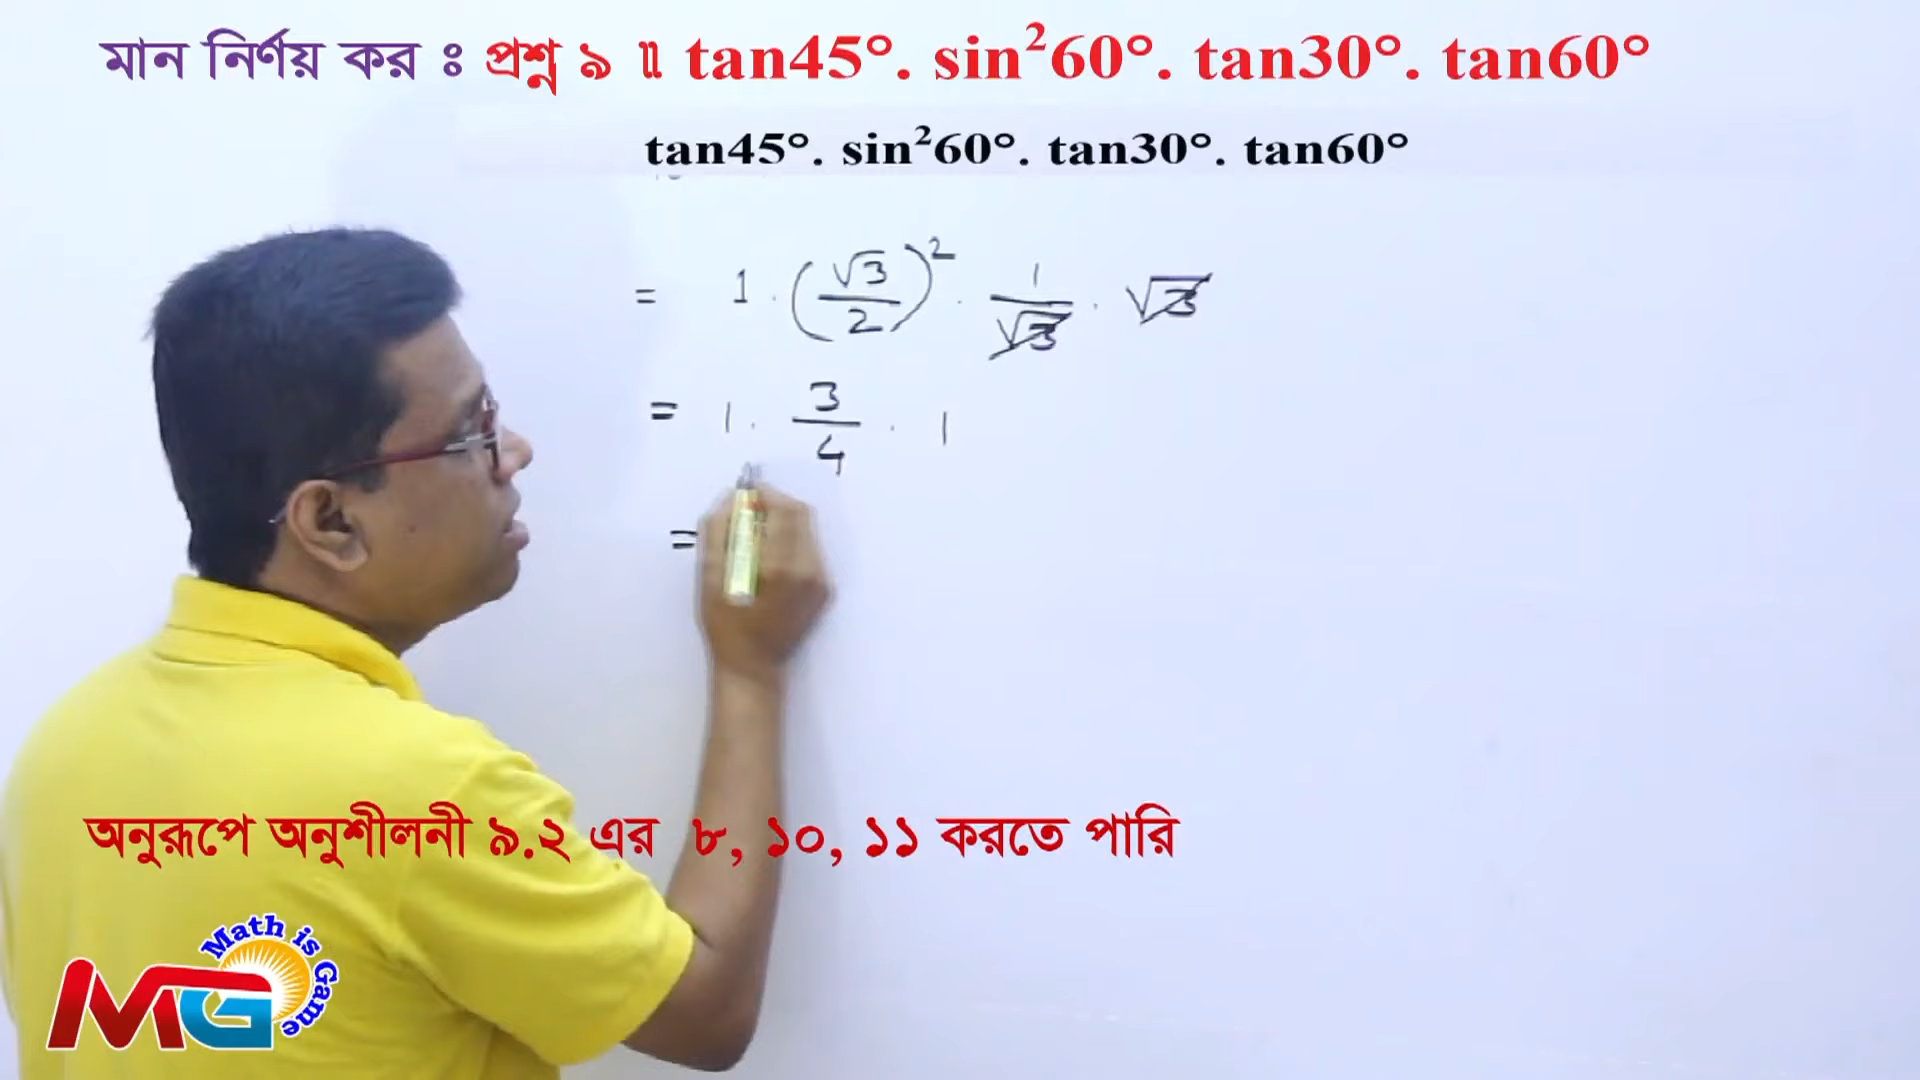 মান নির্ণয় কর ঃ প্রশ্ন ৯ ॥ tan45°. sin²60°. tan30°. tan60°
tan45°. sin²60°. tan30°. tan60°
= 1 · (√3/2)² · 1/√3 · √3
= 1 · 3/4 · 1
=
অনুরূপে অনুশীলনী ৯.২ এর ৮, ১০, ১১ করতে পারি
Math is Game
MG